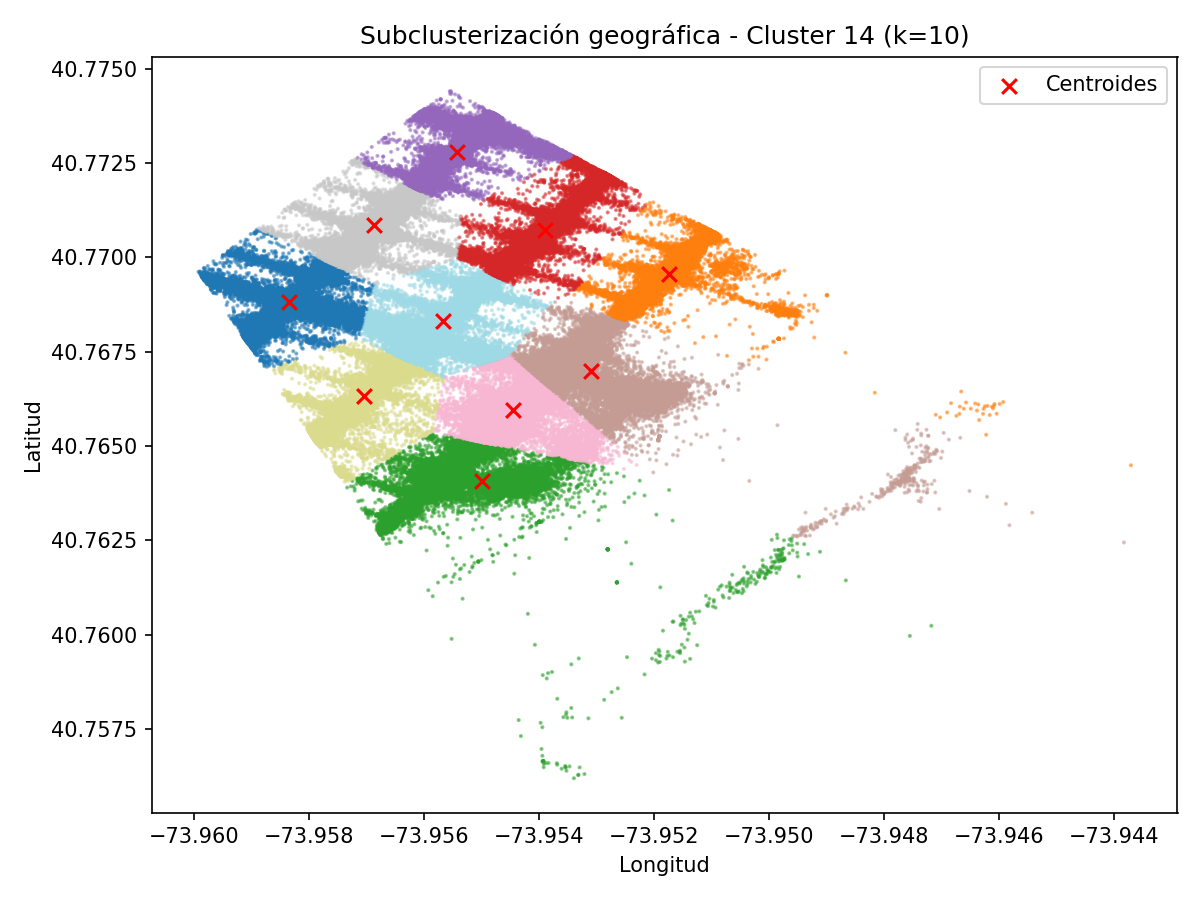 Subclusterización geográfica - Cluster 14 (k=10)
Centroides
40.7750
40.7725
40.7700
40.7675
40.7650
40.7625
40.7600
40.7575
Latitud
−73.960 −73.958 −73.956 −73.954 −73.952 −73.950 −73.948 −73.946 −73.944
Longitud